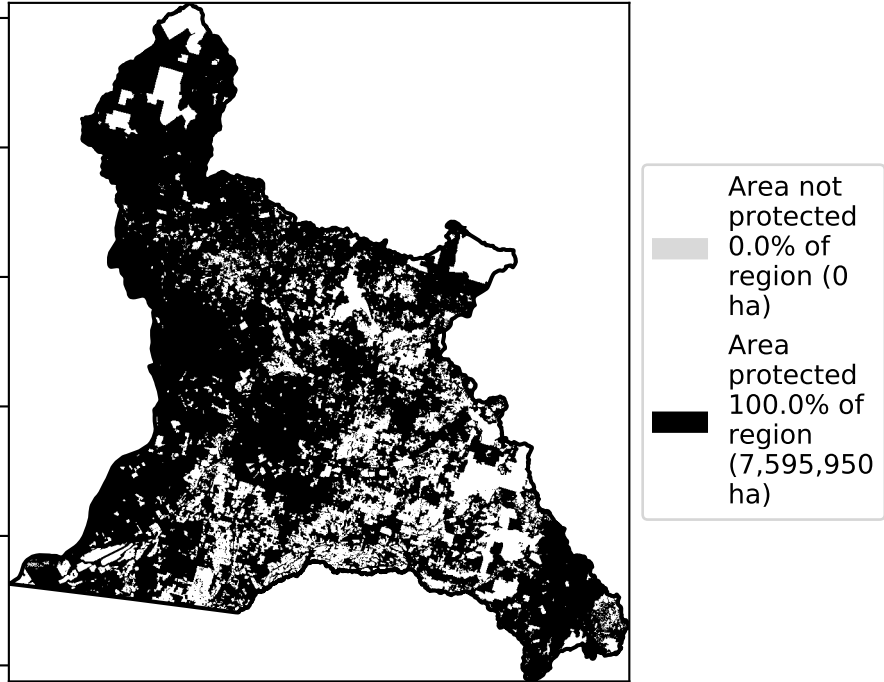 Area not
protected
0.0% of
region (0
ha)
Area
protected
100.0% of
region
(7,595,950
ha)